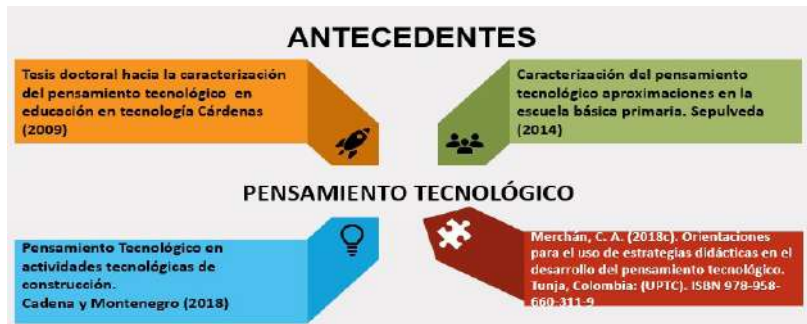 ANTECEDENTES
Tesis doctoral hacia la caracterización
del pensamiento tecnológico en
educación en tecnología Cárdenas
(2009)
Caracterización del pensamiento
tecnológico aproximaciones en la
escuela básica primaria. Sepulveda
(2014)
PENSAMIENTO TECNOLÓGICO
Pensamiento Tecnológico en
actividades tecnológicas de
construcción.
Cadena y Montenegro (2018)
Merchán, C. A. (2018c). Orientaciones
para el uso de estrategias didácticas en el
desarrollo del pensamiento tecnológico.
Tunja, Colombia: (UPTC). ISBN 978-958-
660-311-9